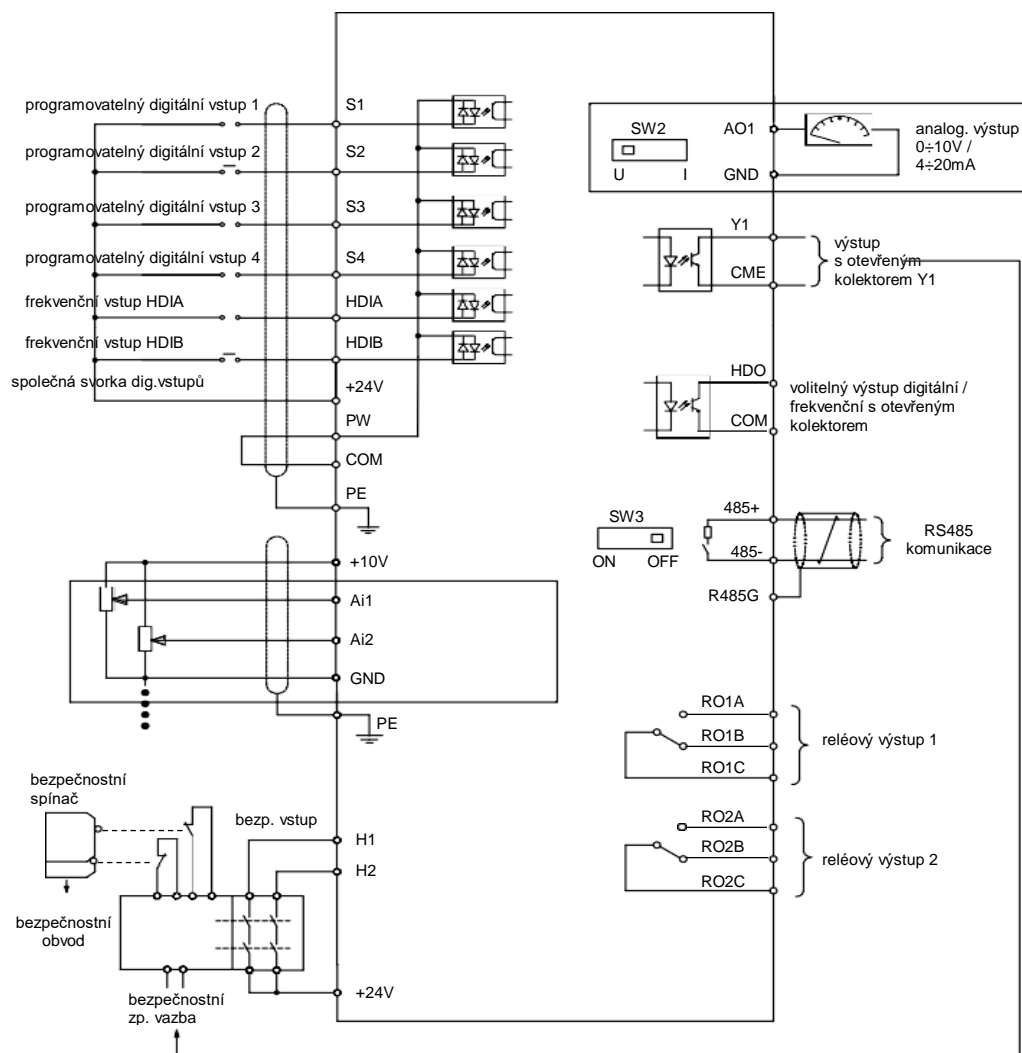 programovatelný digitální vstup 1
S1
programovatelný digitální vstup 2
S2
programovatelný digitální vstup 3
S3
programovatelný digitální vstup 4
S4
frekvenční vstup HDIA
HDIA
frekvenční vstup HDIB
HDIB
společná svorka dig.vstupů
+24V
PW
COM
PE
+10V
Ai1
Ai2
GND
PE
bezpečnostní
spínač
bezp. vstup
H1
H2
bezpečnostní
obvod
+24V
bezpečnostní
zp. vazba
SW2
U I
AO1
GND
analog. výstup
0÷10V /
4÷20mA
Y1
CME
výstup
s otevřeným
kolektorem Y1
HDO
COM
volitelný výstup digitální /
frekvenční s otevřeným
kolektorem
SW3
ON OFF
485+
485-
R485G
RS485
komunikace
RO1A
RO1B
RO1C
reléový výstup 1
RO2A
RO2B
RO2C
reléový výstup 2